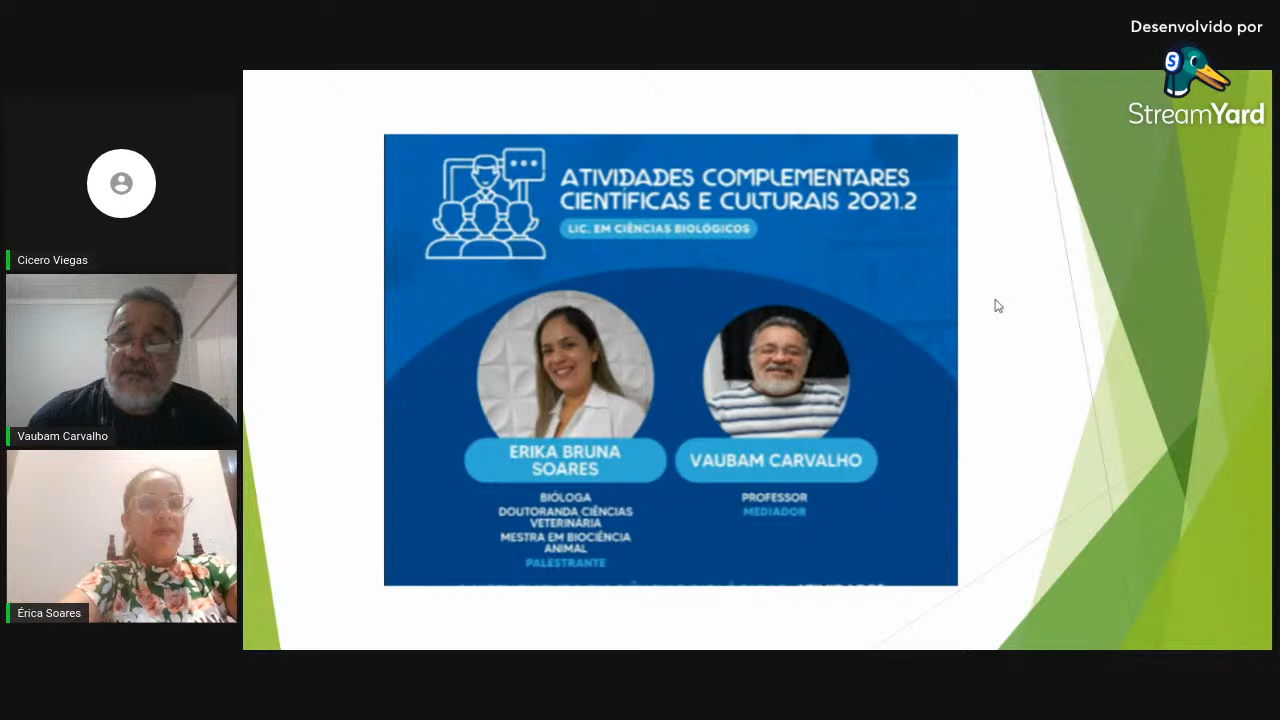 Desenvolvido por
StreamYard
Cicero Viegas
Vaubam Carvalho
Érica Soares
ATIVIDADES COMPLEMENTARES
CIENTÍFICAS E CULTURAIS 2021.2
LIC. EM CIÊNCIAS BIOLÓGICOS
ERIKA BRUNA
SOARES
BIÓLOGA
DOUTORANDA CIÊNCIAS
VETERINÁRIA
MESTRA EM BIOCIÊNCIA
ANIMAL
PALESTRANTE
VAUBAM CARVALHO
PROFESSOR
MEDIADOR